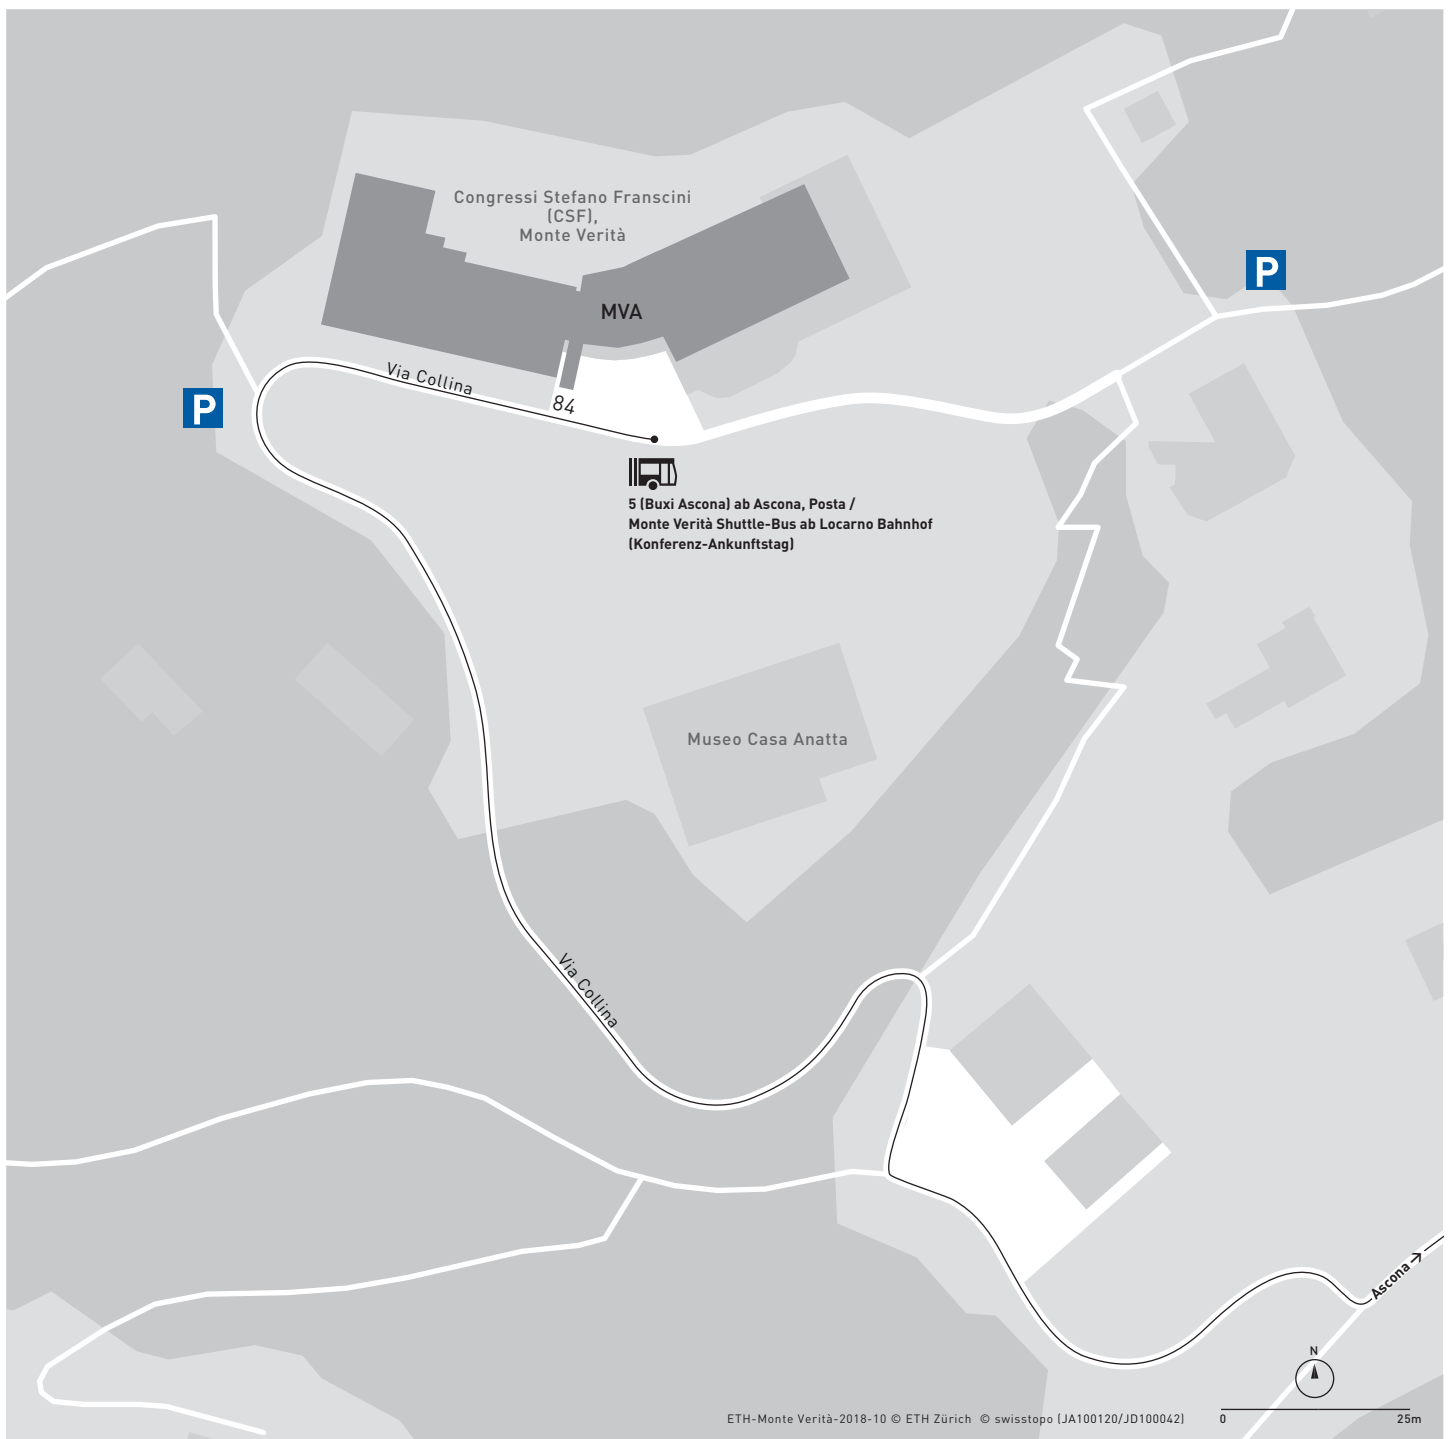 Congressi Stefano Franscini
(CSF),
Monte Verità
P
MVA
Via Collina
P
84
5 (Buxi Ascona) ab Ascona, Posta /
Monte Verità Shuttle-Bus ab Locarno Bahnhof
(Konferenz-Ankunftstag)
Museo Casa Anatta
Via Collina
Ascona →
N
ETH-Monte Verità-2018-10 © ETH Zürich © swisstopo (JA100120/JD100042)
0 25m